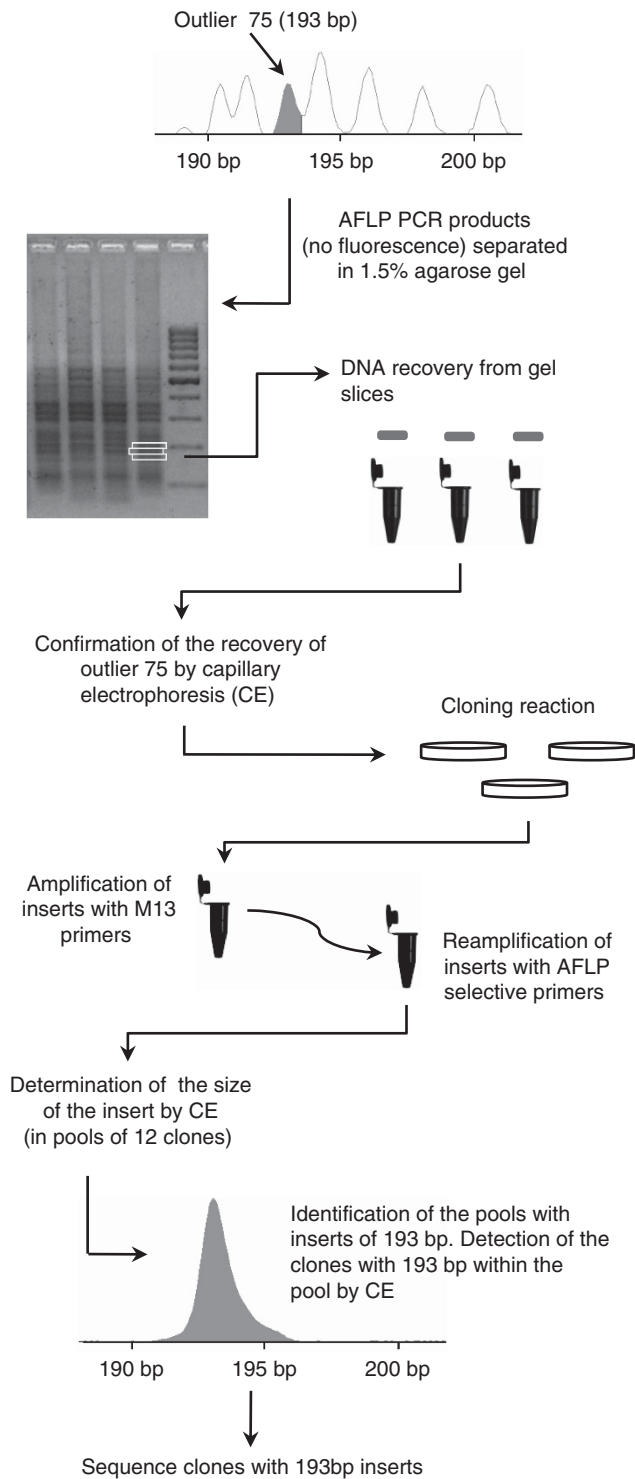 Outlier 75 (193 bp)
190 bp
195 bp
200 bp
AFLP PCR products
(no fluorescence) separated
in 1.5% agarose gel
DNA recovery from gel
slices
Confirmation of the recovery of
outlier 75 by capillary
electrophoresis (CE)
Cloning reaction
Amplification of
inserts with M13
primers
Reamplification of
inserts with AFLP
selective primers
Determination of the size
of the insert by CE
(in pools of 12 clones)
Identification of the pools with
inserts of 193 bp. Detection of the
clones with 193 bp within the
pool by CE
190 bp
195 bp
200 bp
Sequence clones with 193bp inserts